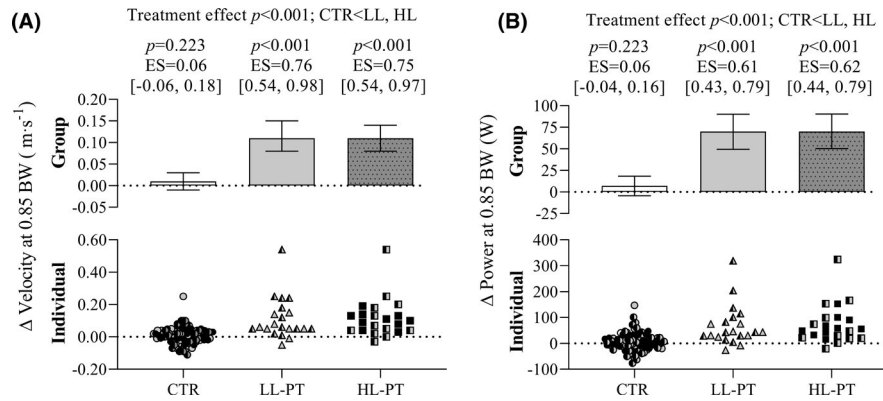 (A)
Treatment effect p<0.001; CTR<LL, HL
p=0.223 p<0.001 p<0.001
ES=0.06 ES=0.76 ES=0.75
[-0.06, 0.18] [0.54, 0.98] [0.54, 0.97]
Δ Velocity at 0.85 BW ( m·s⁻¹)
Group
0.20
0.15
0.10
0.05
0.00
-0.05
Individual
0.60
0.40
0.20
0.00
-0.20
CTR LL-PT HL-PT
(B)
Treatment effect p<0.001; CTR<LL, HL
p=0.223 p<0.001 p<0.001
ES=0.06 ES=0.61 ES=0.62
[-0.04, 0.16] [0.43, 0.79] [0.44, 0.79]
Δ Power at 0.85 BW (W)
Group
100
75
50
25
0
-25
Individual
400
300
200
100
0
-100
CTR LL-PT HL-PT